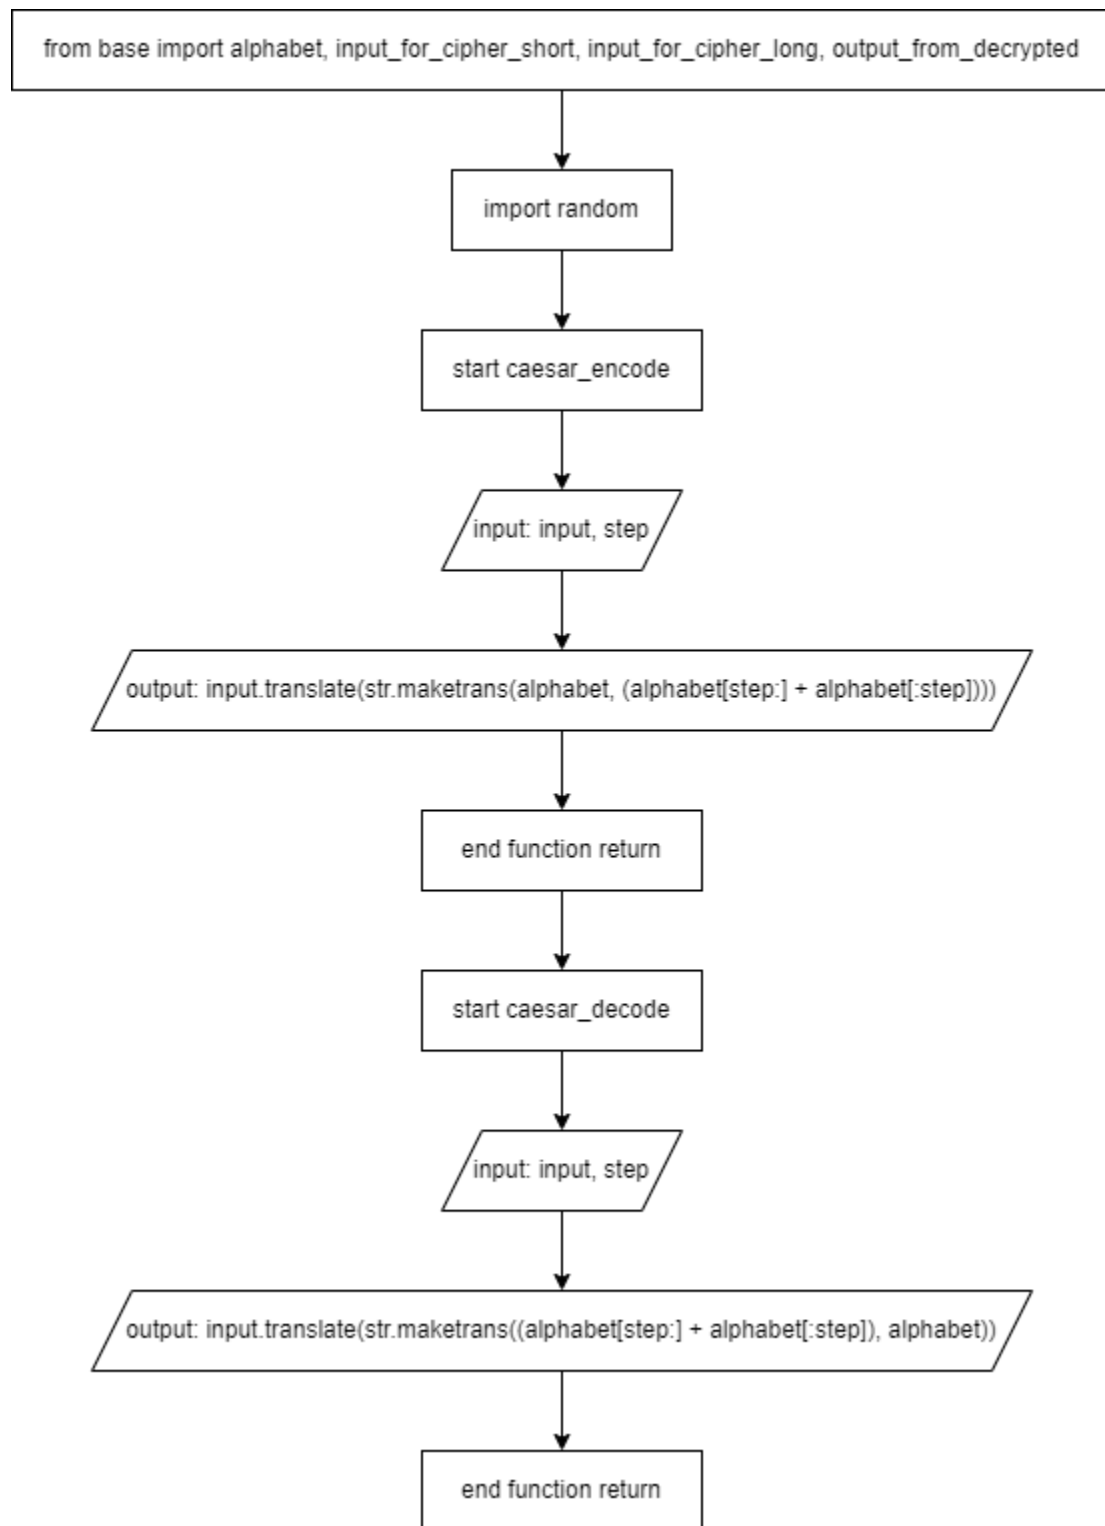 from base import alphabet, input_for_cipher_short, input_for_cipher_long, output_from_decrypted
import random
start caesar_encode
input: input, step
output: input.translate(str.maketrans(alphabet, (alphabet[step:] + alphabet[:step])))
end function return
start caesar_decode
input: input, step
output: input.translate(str.maketrans((alphabet[step:] + alphabet[:step]), alphabet))
end function return